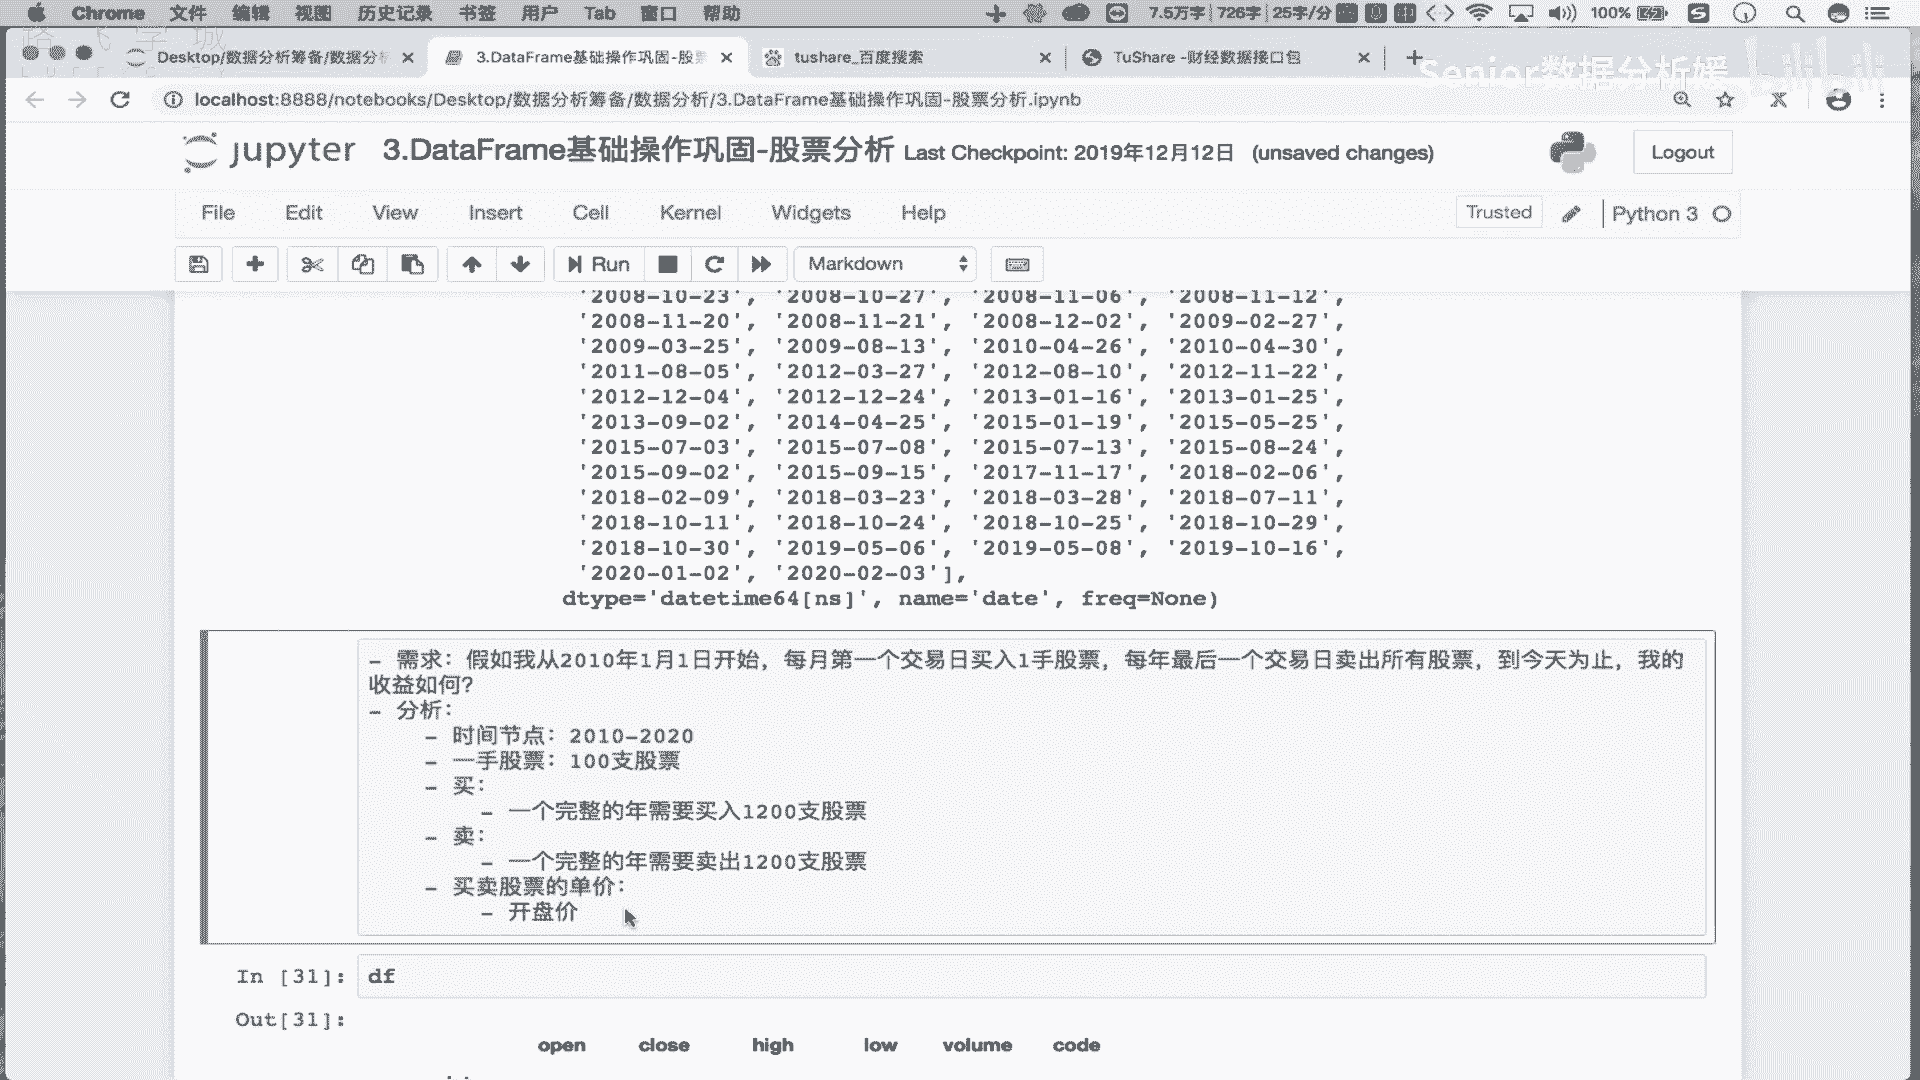 Chrome 文件 编辑 视图 历史记录 书签 用户 Tab 窗口 帮助 7.5万字 726字 25字/分 100%
Desktop/数据分析筹备/数据分析 3.DataFrame基础操作巩固-股票 tushare_百度搜索 TuShare -财经数据接口包
Senior数据分析媛 bilibili
localhost:8888/notebooks/Desktop/数据分析筹备/数据分析/3.DataFrame基础操作巩固-股票分析.ipynb
jupyter 3.DataFrame基础操作巩固-股票分析 Last Checkpoint: 2019年12月12日 (unsaved changes) Logout
File Edit View Insert Cell Kernel Widgets Help Trusted Python 3
Run Markdown
'2008-10-23', '2008-10-27', '2008-11-06', '2008-11-12',
'2008-11-20', '2008-11-21', '2008-12-02', '2009-02-27',
'2009-03-25', '2009-08-13', '2010-04-26', '2010-04-30',
'2011-08-05', '2012-03-27', '2012-08-10', '2012-11-22',
'2012-12-04', '2012-12-24', '2013-01-16', '2013-01-25',
'2013-09-02', '2014-04-25', '2015-01-19', '2015-05-25',
'2015-07-03', '2015-07-08', '2015-07-13', '2015-08-24',
'2015-09-02', '2015-09-15', '2017-11-17', '2018-02-06',
'2018-02-09', '2018-03-23', '2018-03-28', '2018-07-11',
'2018-10-11', '2018-10-24', '2018-10-25', '2018-10-29',
'2018-10-30', '2019-05-06', '2019-05-08', '2019-10-16',
'2020-01-02', '2020-02-03'],
dtype='datetime64[ns]', name='date', freq=None)
- 需求：假如我从2010年1月1日开始，每月第一个交易日买入1手股票，每年最后一个交易日卖出所有股票，到今天为止，我的
收益如何？
- 分析：
- 时间节点：2010-2020
- 一手股票：100支股票
- 买：
- 一个完整的年需要买入1200支股票
- 卖：
- 一个完整的年需要卖出1200支股票
- 买卖股票的单价：
- 开盘价
In [31]: df
Out[31]:
open close high low volume code